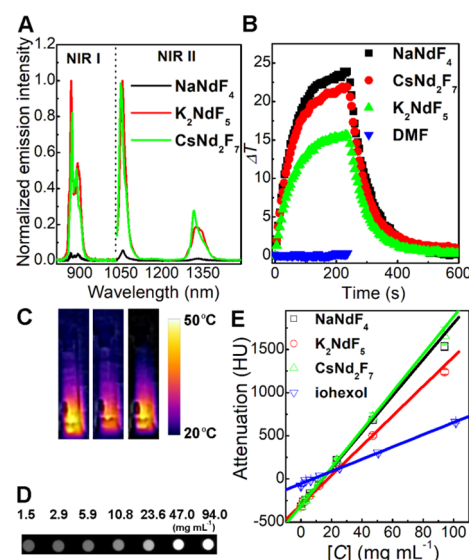 A
NIR I
NIR II
NaNdF4
K2NdF5
CsNd2F7
Normalized emission intensity
1.0
0.8
0.6
0.4
0.2
0.0
900
1050
1350
Wavelength (nm)
B
NaNdF4
CsNd2F7
K2NdF5
DMF
ΔT
25
20
15
10
5
0
0
200
400
600
Time (s)
C
50°C
20°C
D
1.5 2.9 5.9 10.8 23.6 47.0 94.0
(mg mL-1)
E
NaNdF4
K2NdF5
CsNd2F7
iohexol
Attenuation (HU)
1500
1000
500
0
-500
0 20 40 60 80 100
[C] (mg mL-1)